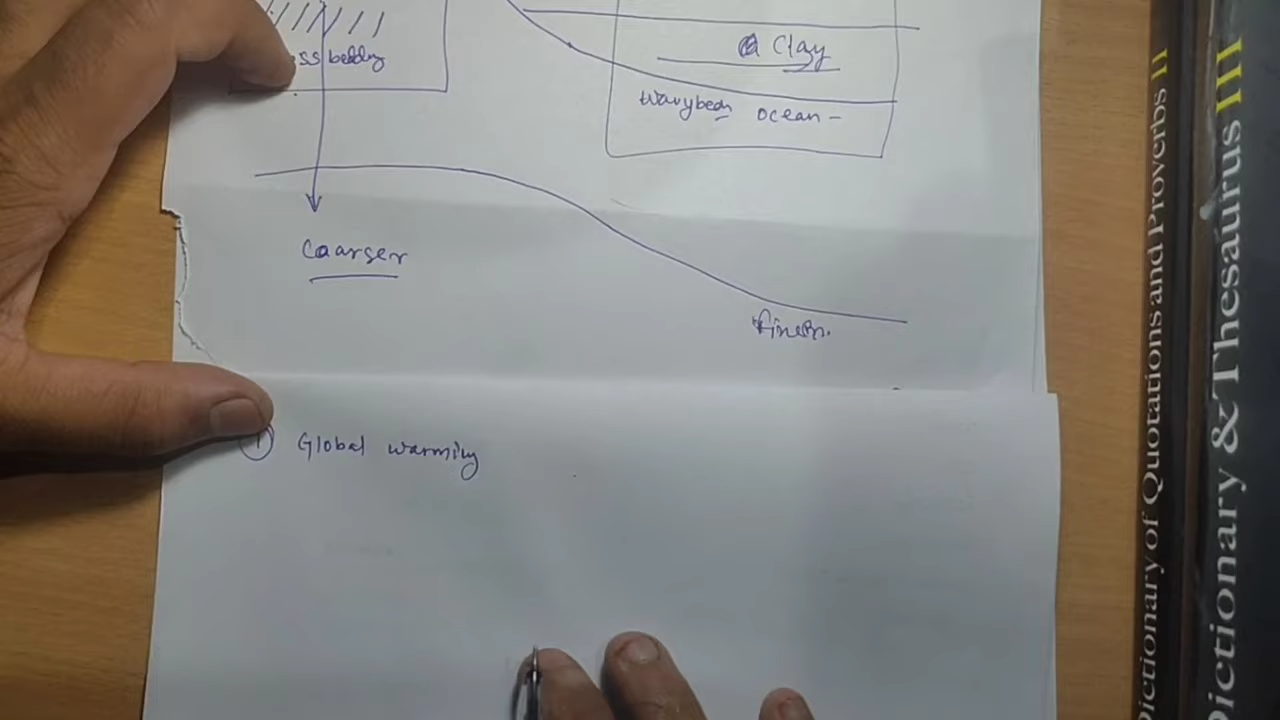 ss bedding
Clay
Wavybeds ocean -
Coarser
finer.
① Global warming
Dictionary of Quotations and Proverbs II
Dictionary & Thesaurus III